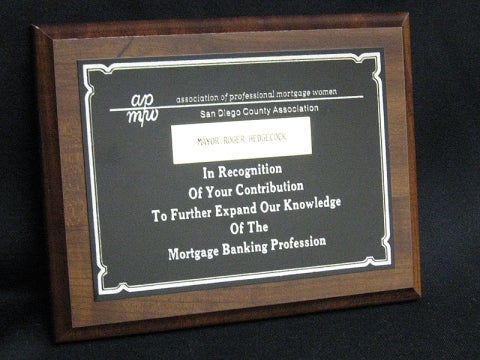 ap
mw
association of professional mortgage women
San Diego County Association
MAYOR ROGER HEDGECOCK
In Recognition
Of Your Contribution
To Further Expand Our Knowledge
Of The
Mortgage Banking Profession